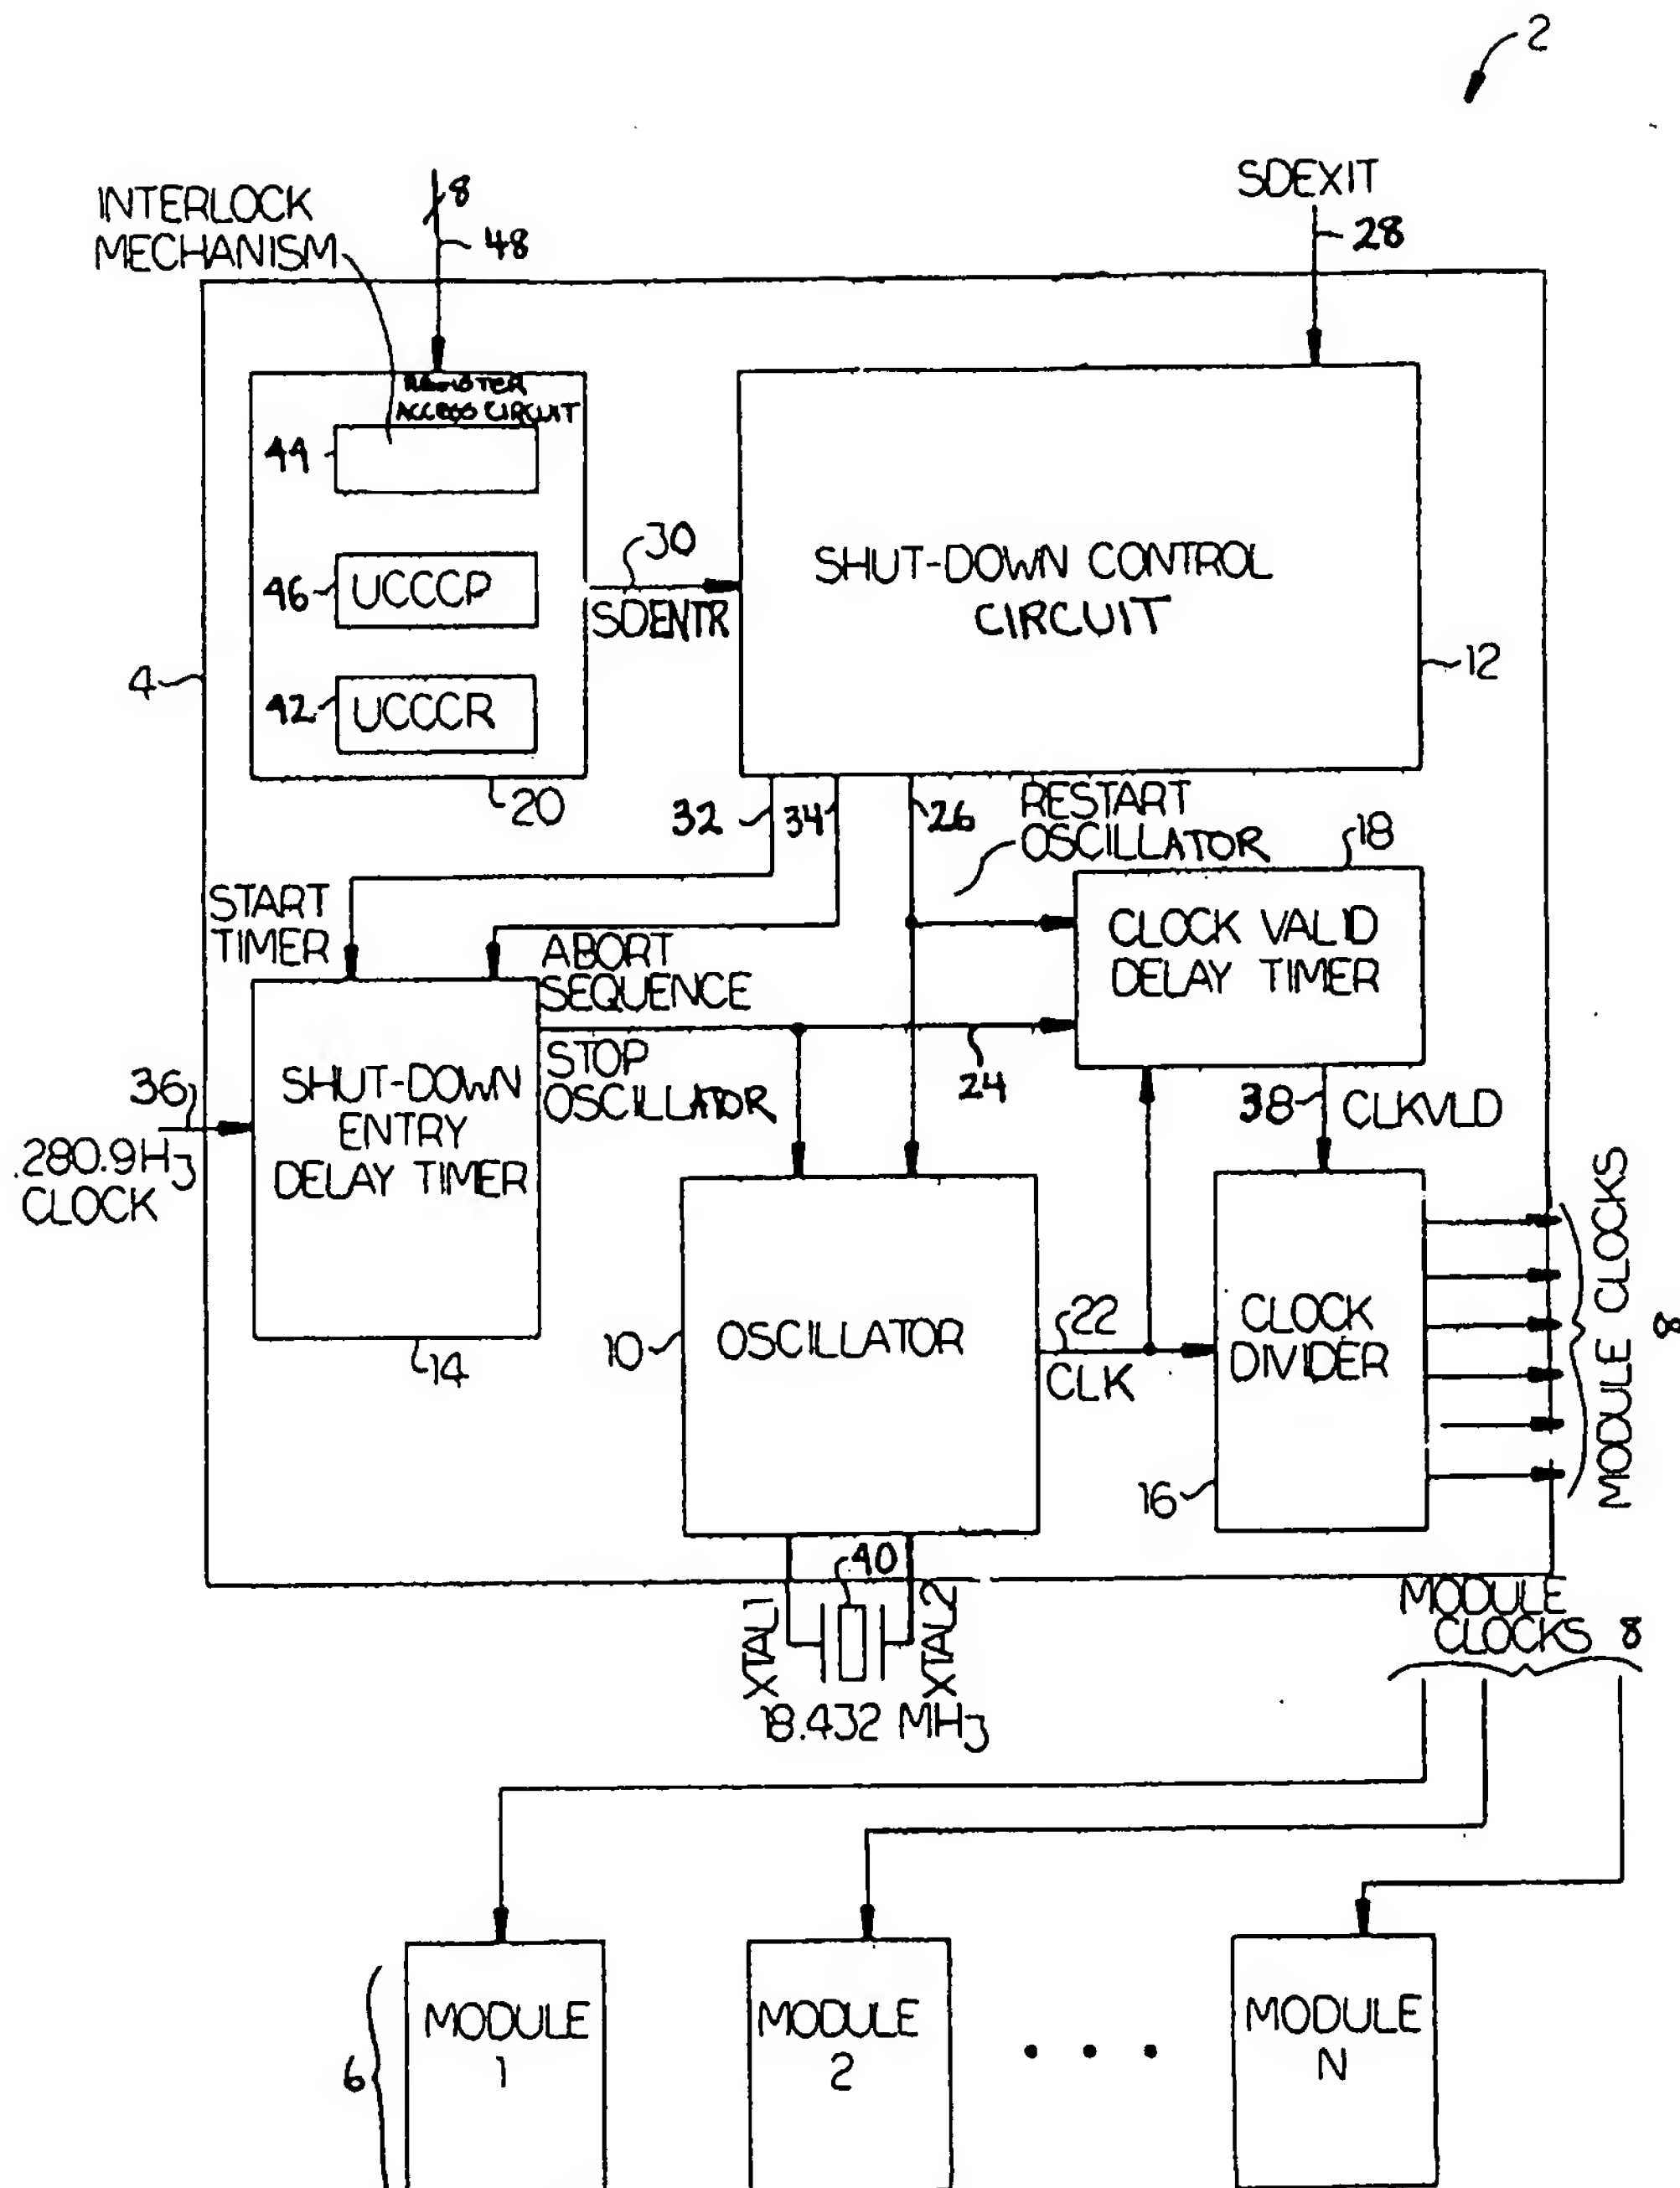 2
INTERLOCK
MECHANISM
8
48
SDEXIT
28
REGISTER
ACCESS CIRCUIT
44
46
UCCCP
42
UCCCR
30
SDENTR
SHUT-DOWN CONTROL
CIRCUIT
12
4
20
32
34
26
RESTART
OSCILLATOR
18
START
TIMER
ABORT
SEQUENCE
CLOCK VALID
DELAY TIMER
STOP
OSCILLATOR
24
36
.280.9Hz
CLOCK
SHUT-DOWN
ENTRY
DELAY TIMER
14
38
CLKVLD
10
OSCILLATOR
22
CLK
CLOCK
DIVIDER
16
MODULE CLOCKS
8
40
XTAL1
XTAL2
18.432 MHz
MODULE
CLOCKS 8
6
MODULE
1
MODULE
2
• • •
MODULE
N